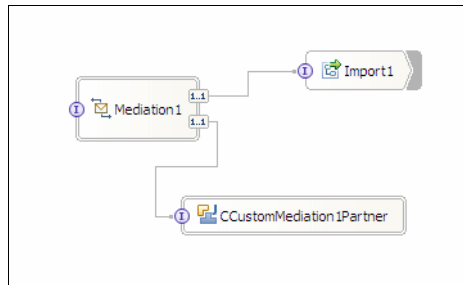 I Import1
I Mediation1 1..1
1..1
I CCustomMediation1Partner